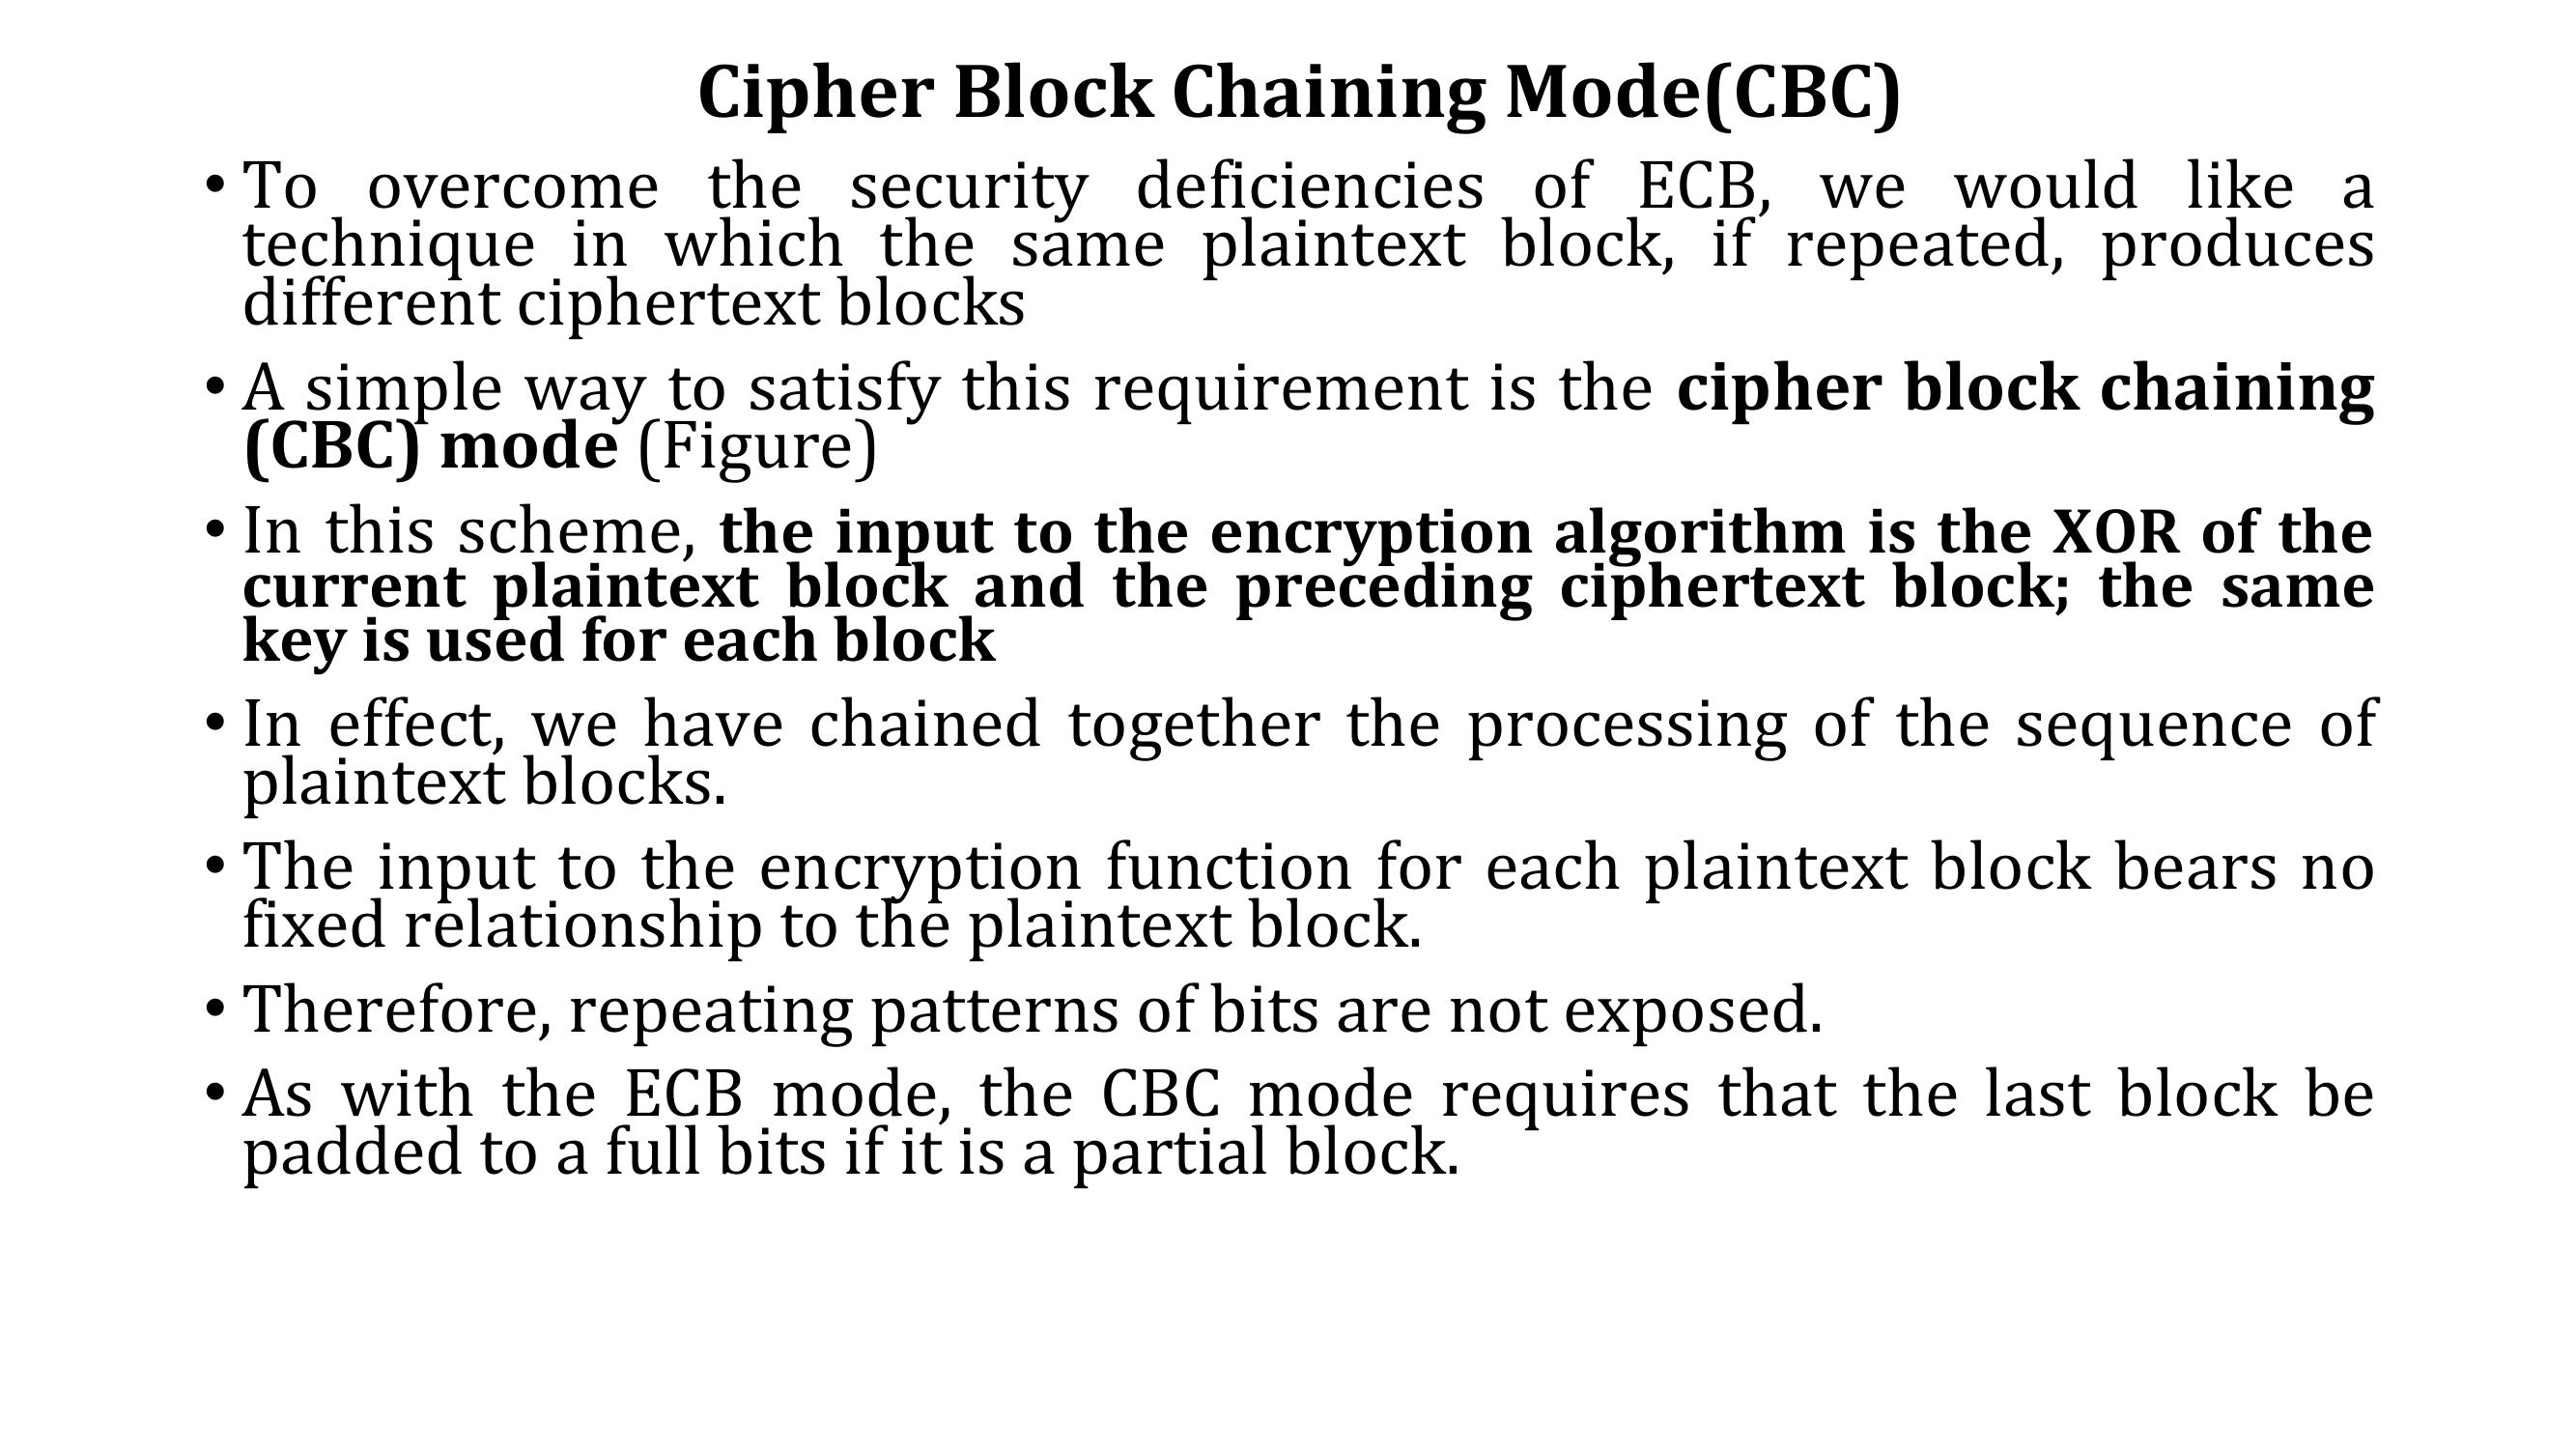 Cipher Block Chaining Mode(CBC)
• To overcome the security deficiencies of ECB, we would like a
technique in which the same plaintext block, if repeated, produces
different ciphertext blocks
• A simple way to satisfy this requirement is the cipher block chaining
(CBC) mode (Figure)
• In this scheme, the input to the encryption algorithm is the XOR of the
current plaintext block and the preceding ciphertext block; the same
key is used for each block
• In effect, we have chained together the processing of the sequence of
plaintext blocks.
• The input to the encryption function for each plaintext block bears no
fixed relationship to the plaintext block.
• Therefore, repeating patterns of bits are not exposed.
• As with the ECB mode, the CBC mode requires that the last block be
padded to a full bits if it is a partial block.